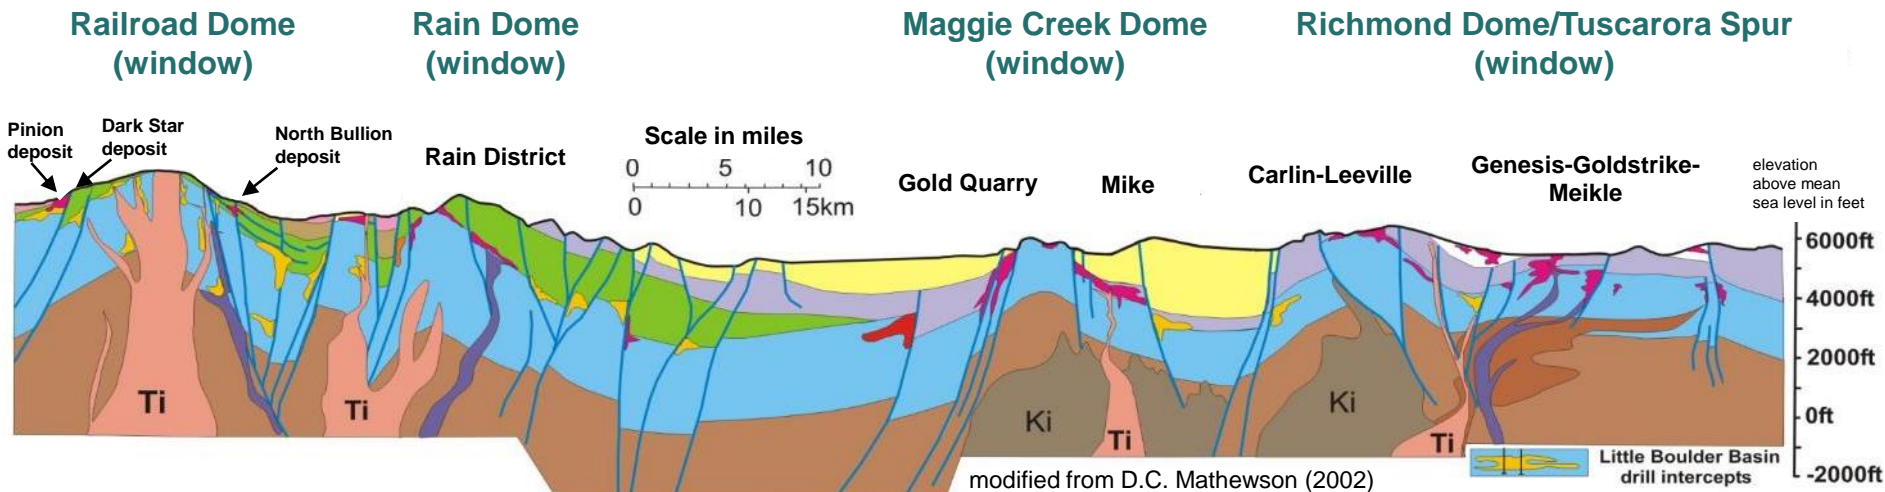 Railroad Dome
(window)
Rain Dome
(window)
Maggie Creek Dome
(window)
Richmond Dome/Tuscarora Spur
(window)
Pinion
deposit
Dark Star
deposit
North Bullion
deposit
Rain District
Scale in miles
0 5 10
0 10 15km
Gold Quarry
Mike
Carlin-Leeville
Genesis-Goldstrike-
Meikle
elevation
above mean
sea level in feet
6000ft
4000ft
2000ft
0ft
-2000ft
Ti
Ti
Ki
Ti
Ki
Ti
Little Boulder Basin
drill intercepts
modified from D.C. Mathewson (2002)